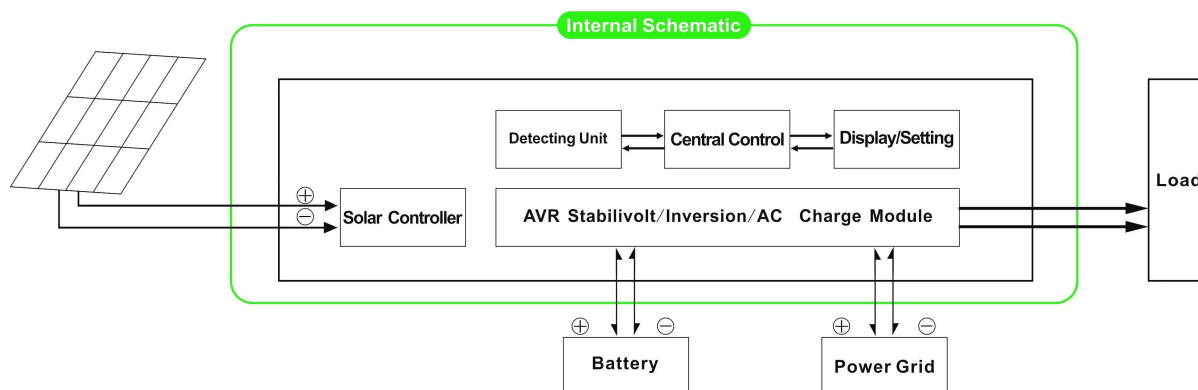 Internal Schematic
Detecting Unit
Central Control
Display/Setting
Load
+
Solar Controller
−
AVR Stabilivolt/Inversion/AC Charge Module
+ −
+ −
Battery
Power Grid